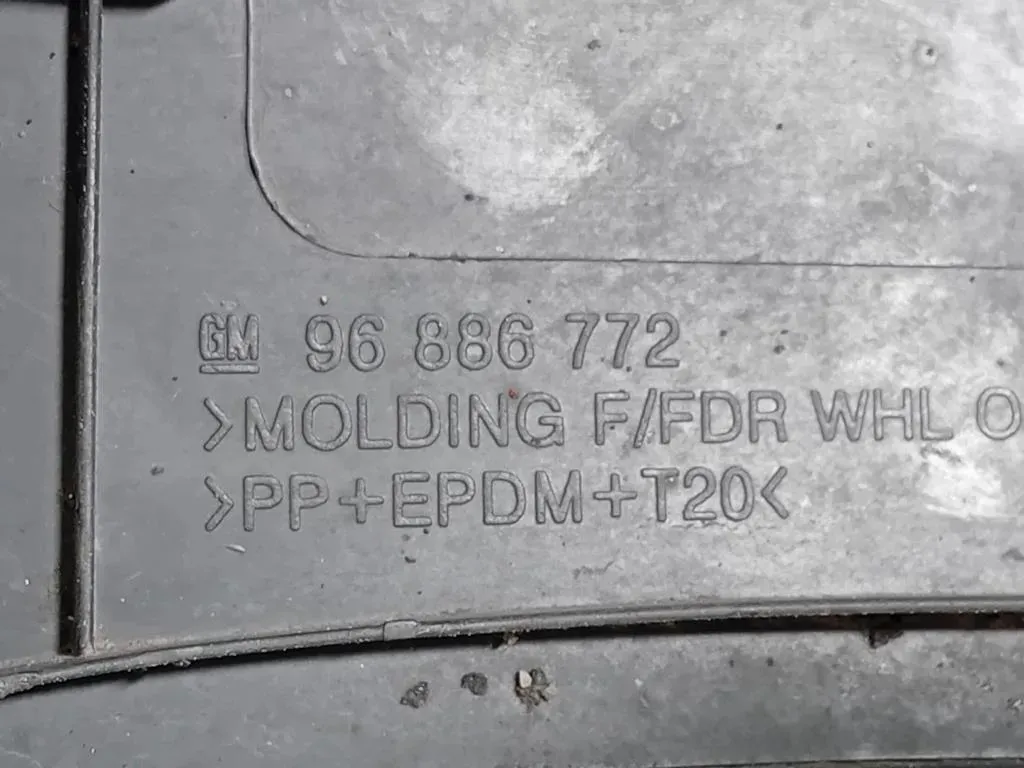 GM 96 886 772
>MOLDING F/FDR WHL O
>PP+EPDM+T20<